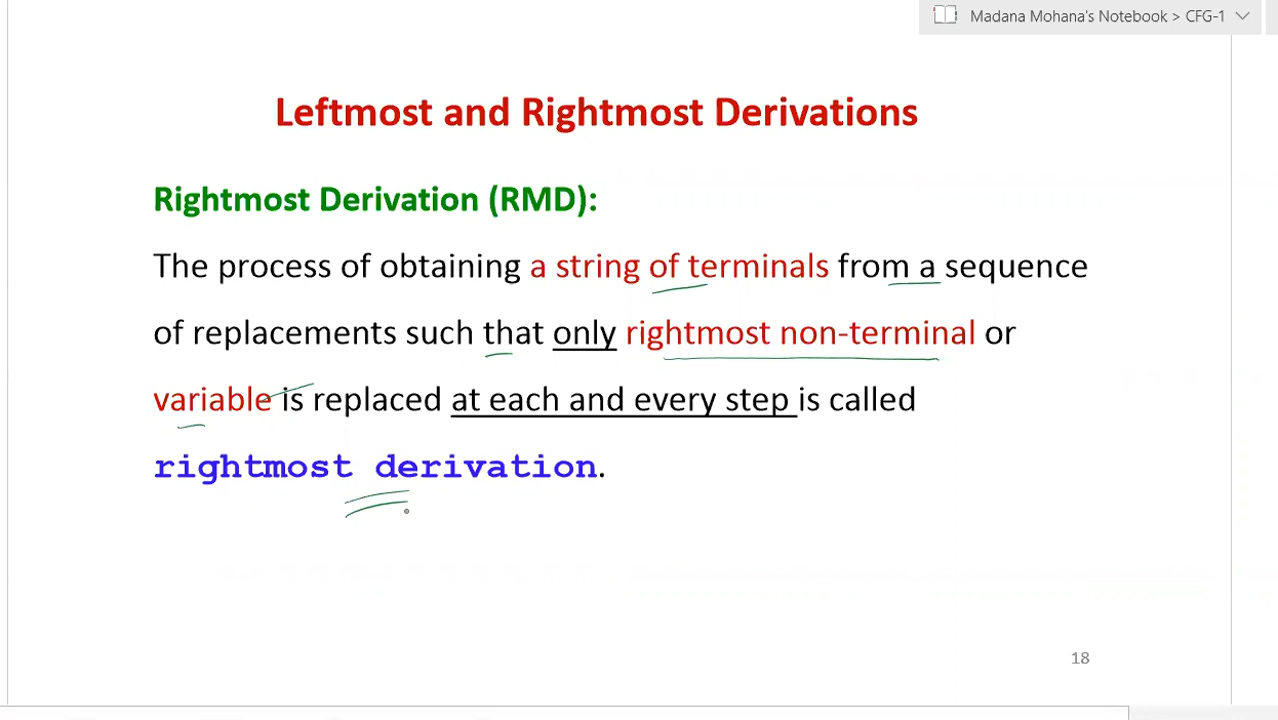 Madana Mohana's Notebook > CFG-1
Leftmost and Rightmost Derivations
Rightmost Derivation (RMD):
The process of obtaining a string of terminals from a sequence
of replacements such that only rightmost non-terminal or
variable is replaced at each and every step is called
rightmost derivation.
18